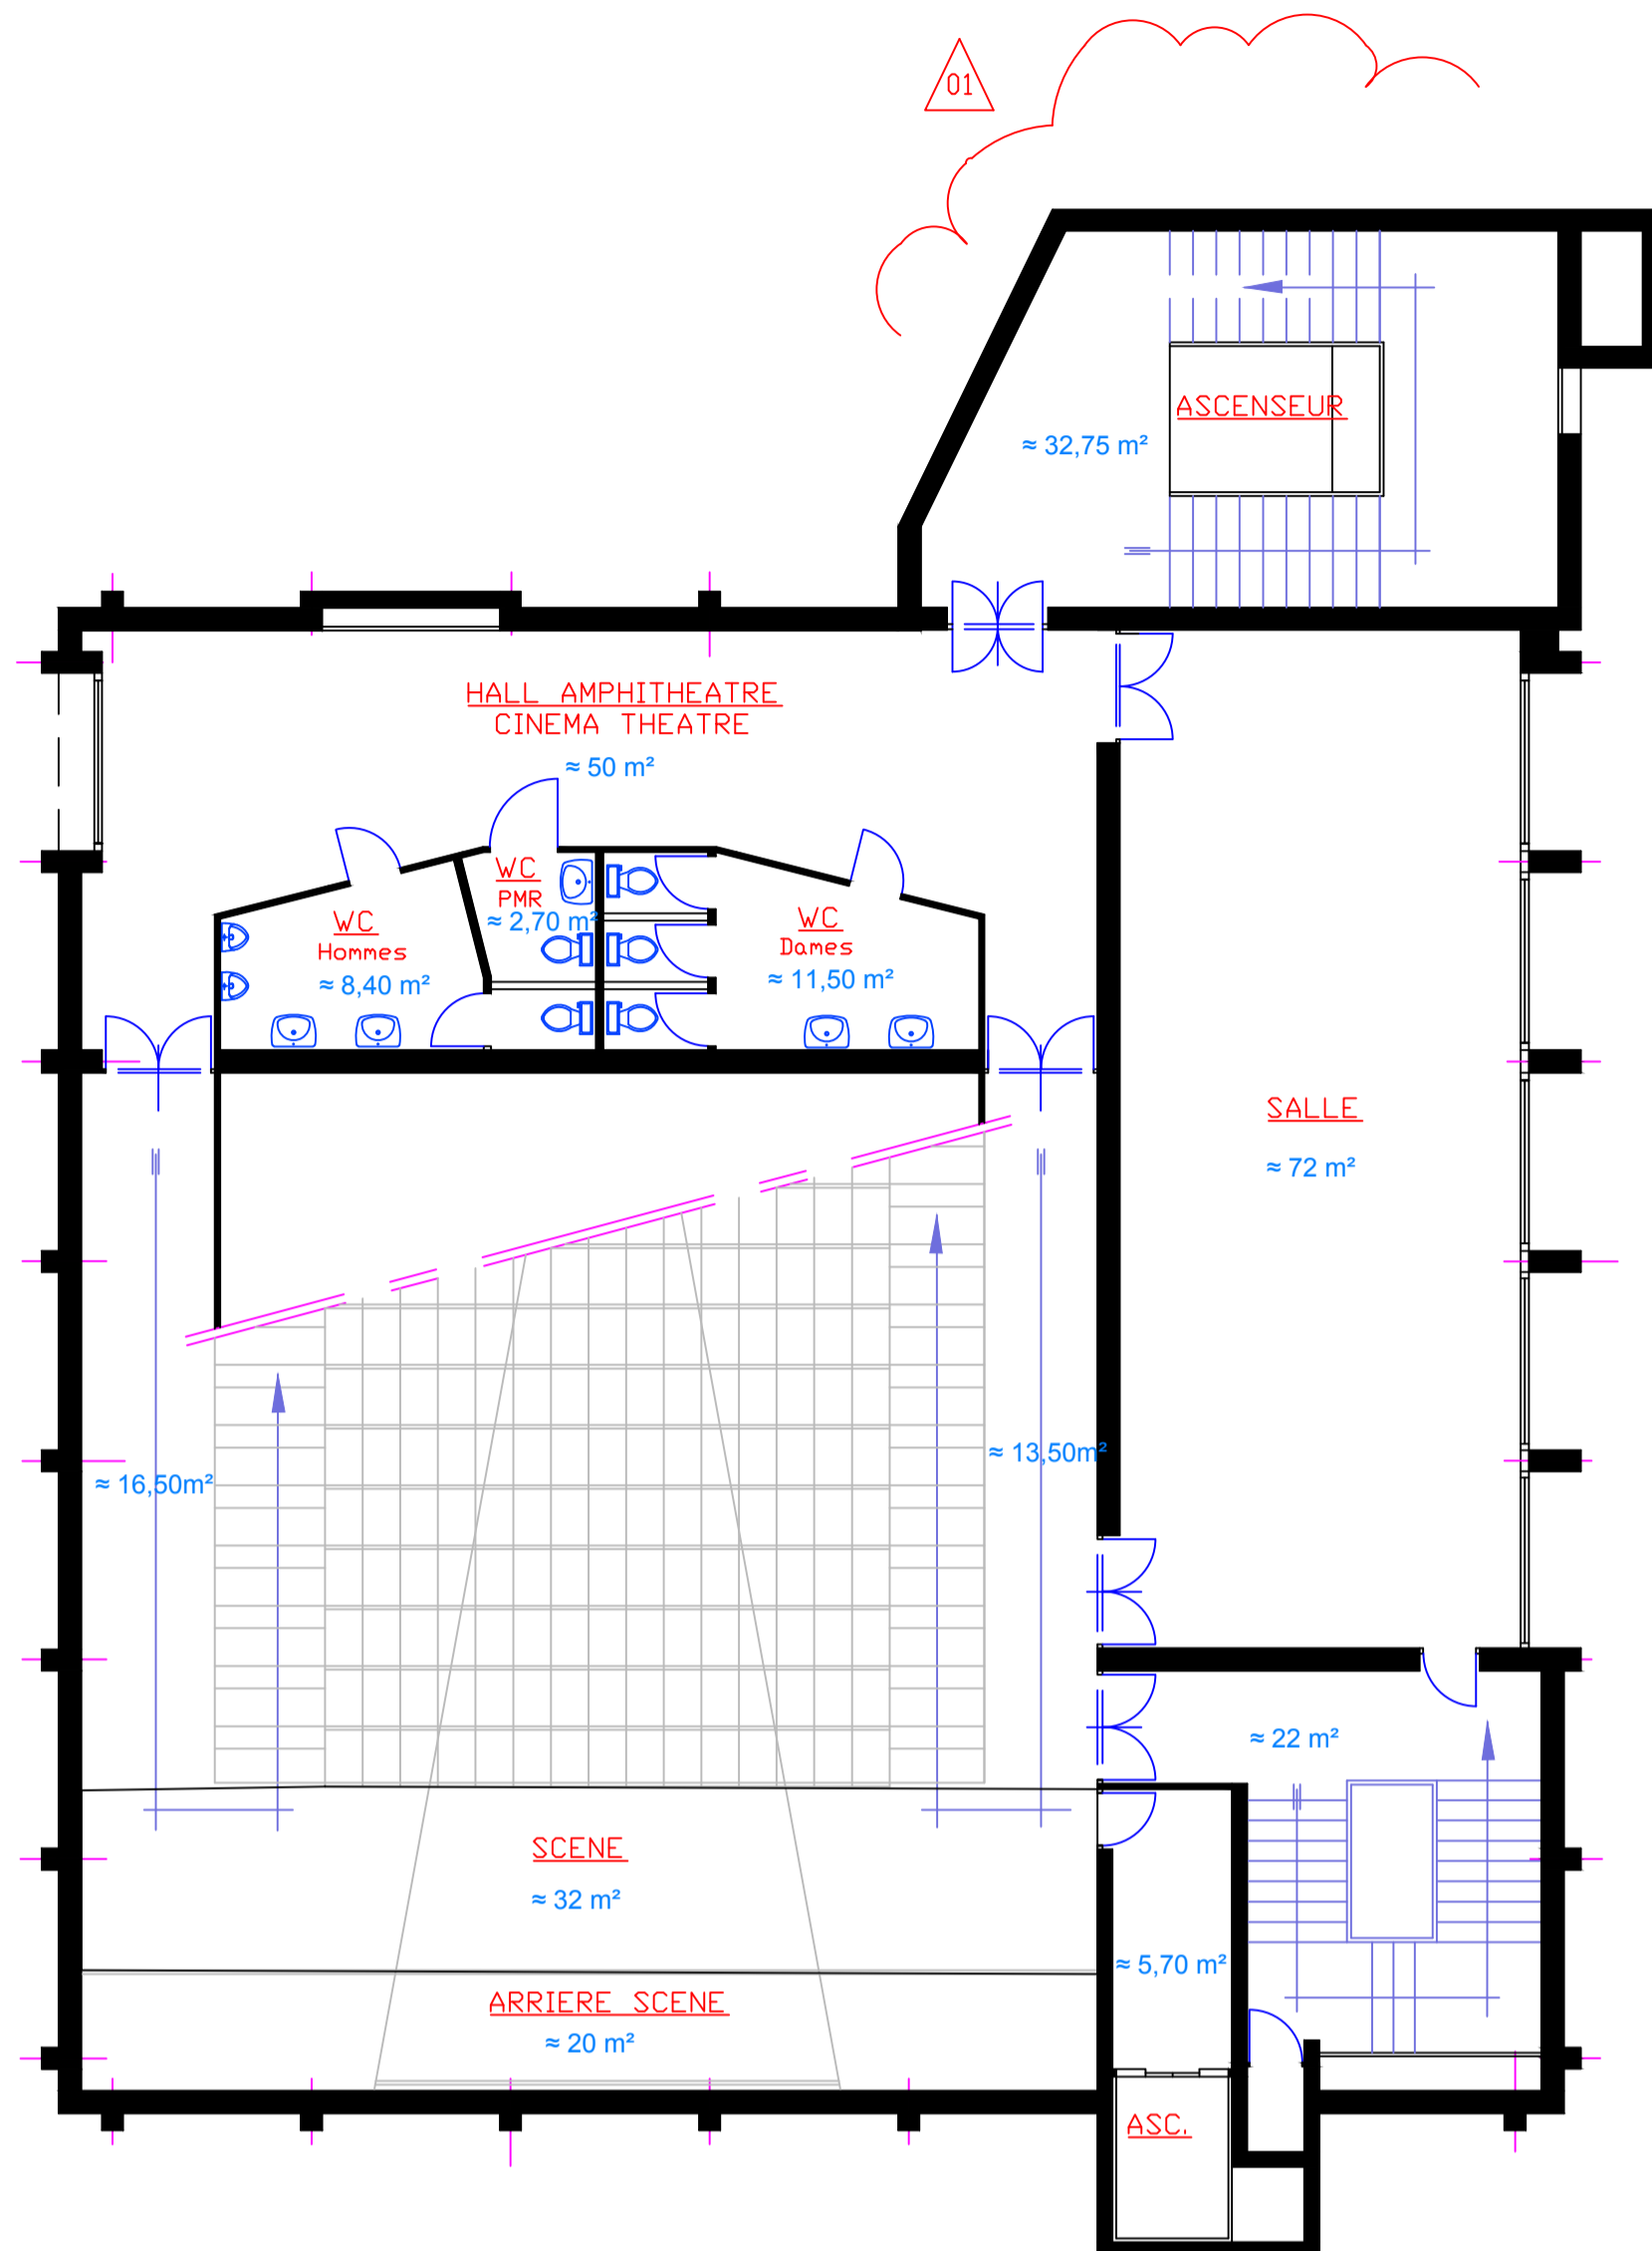 01
ASCENSEUR
≈ 32,75 m²
HALL AMPHITHEATRE
CINEMA THEATRE
≈ 50 m²
WC
PMR
≈ 2,70 m²
WC
Hommes
≈ 8,40 m²
WC
Dames
≈ 11,50 m²
SALLE
≈ 72 m²
≈ 16,50m²
≈ 13,50m²
≈ 22 m²
SCENE
≈ 32 m²
≈ 5,70 m²
ARRIERE SCENE
≈ 20 m²
ASC.